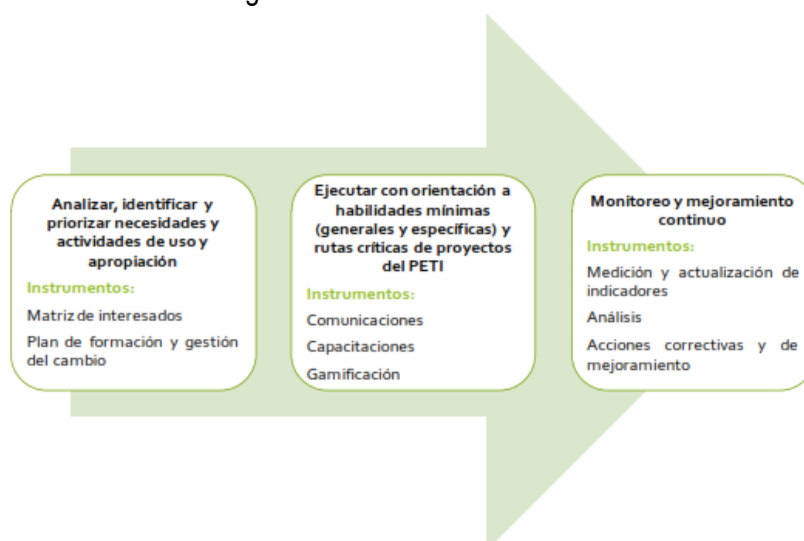 Analizar, identificar y
priorizar necesidades y
actividades de uso y
apropiación
Instrumentos:
Matriz de interesados
Plan de formación y gestión
del cambio
Ejecutar con orientación a
habilidades mínimas
(generales y específicas) y
rutas críticas de proyectos
del PETI
Instrumentos:
Comunicaciones
Capacitaciones
Gamificación
Monitoreo y mejoramiento
continuo
Instrumentos:
Medición y actualización de
indicadores
Análisis
Acciones correctivas y de
mejoramiento